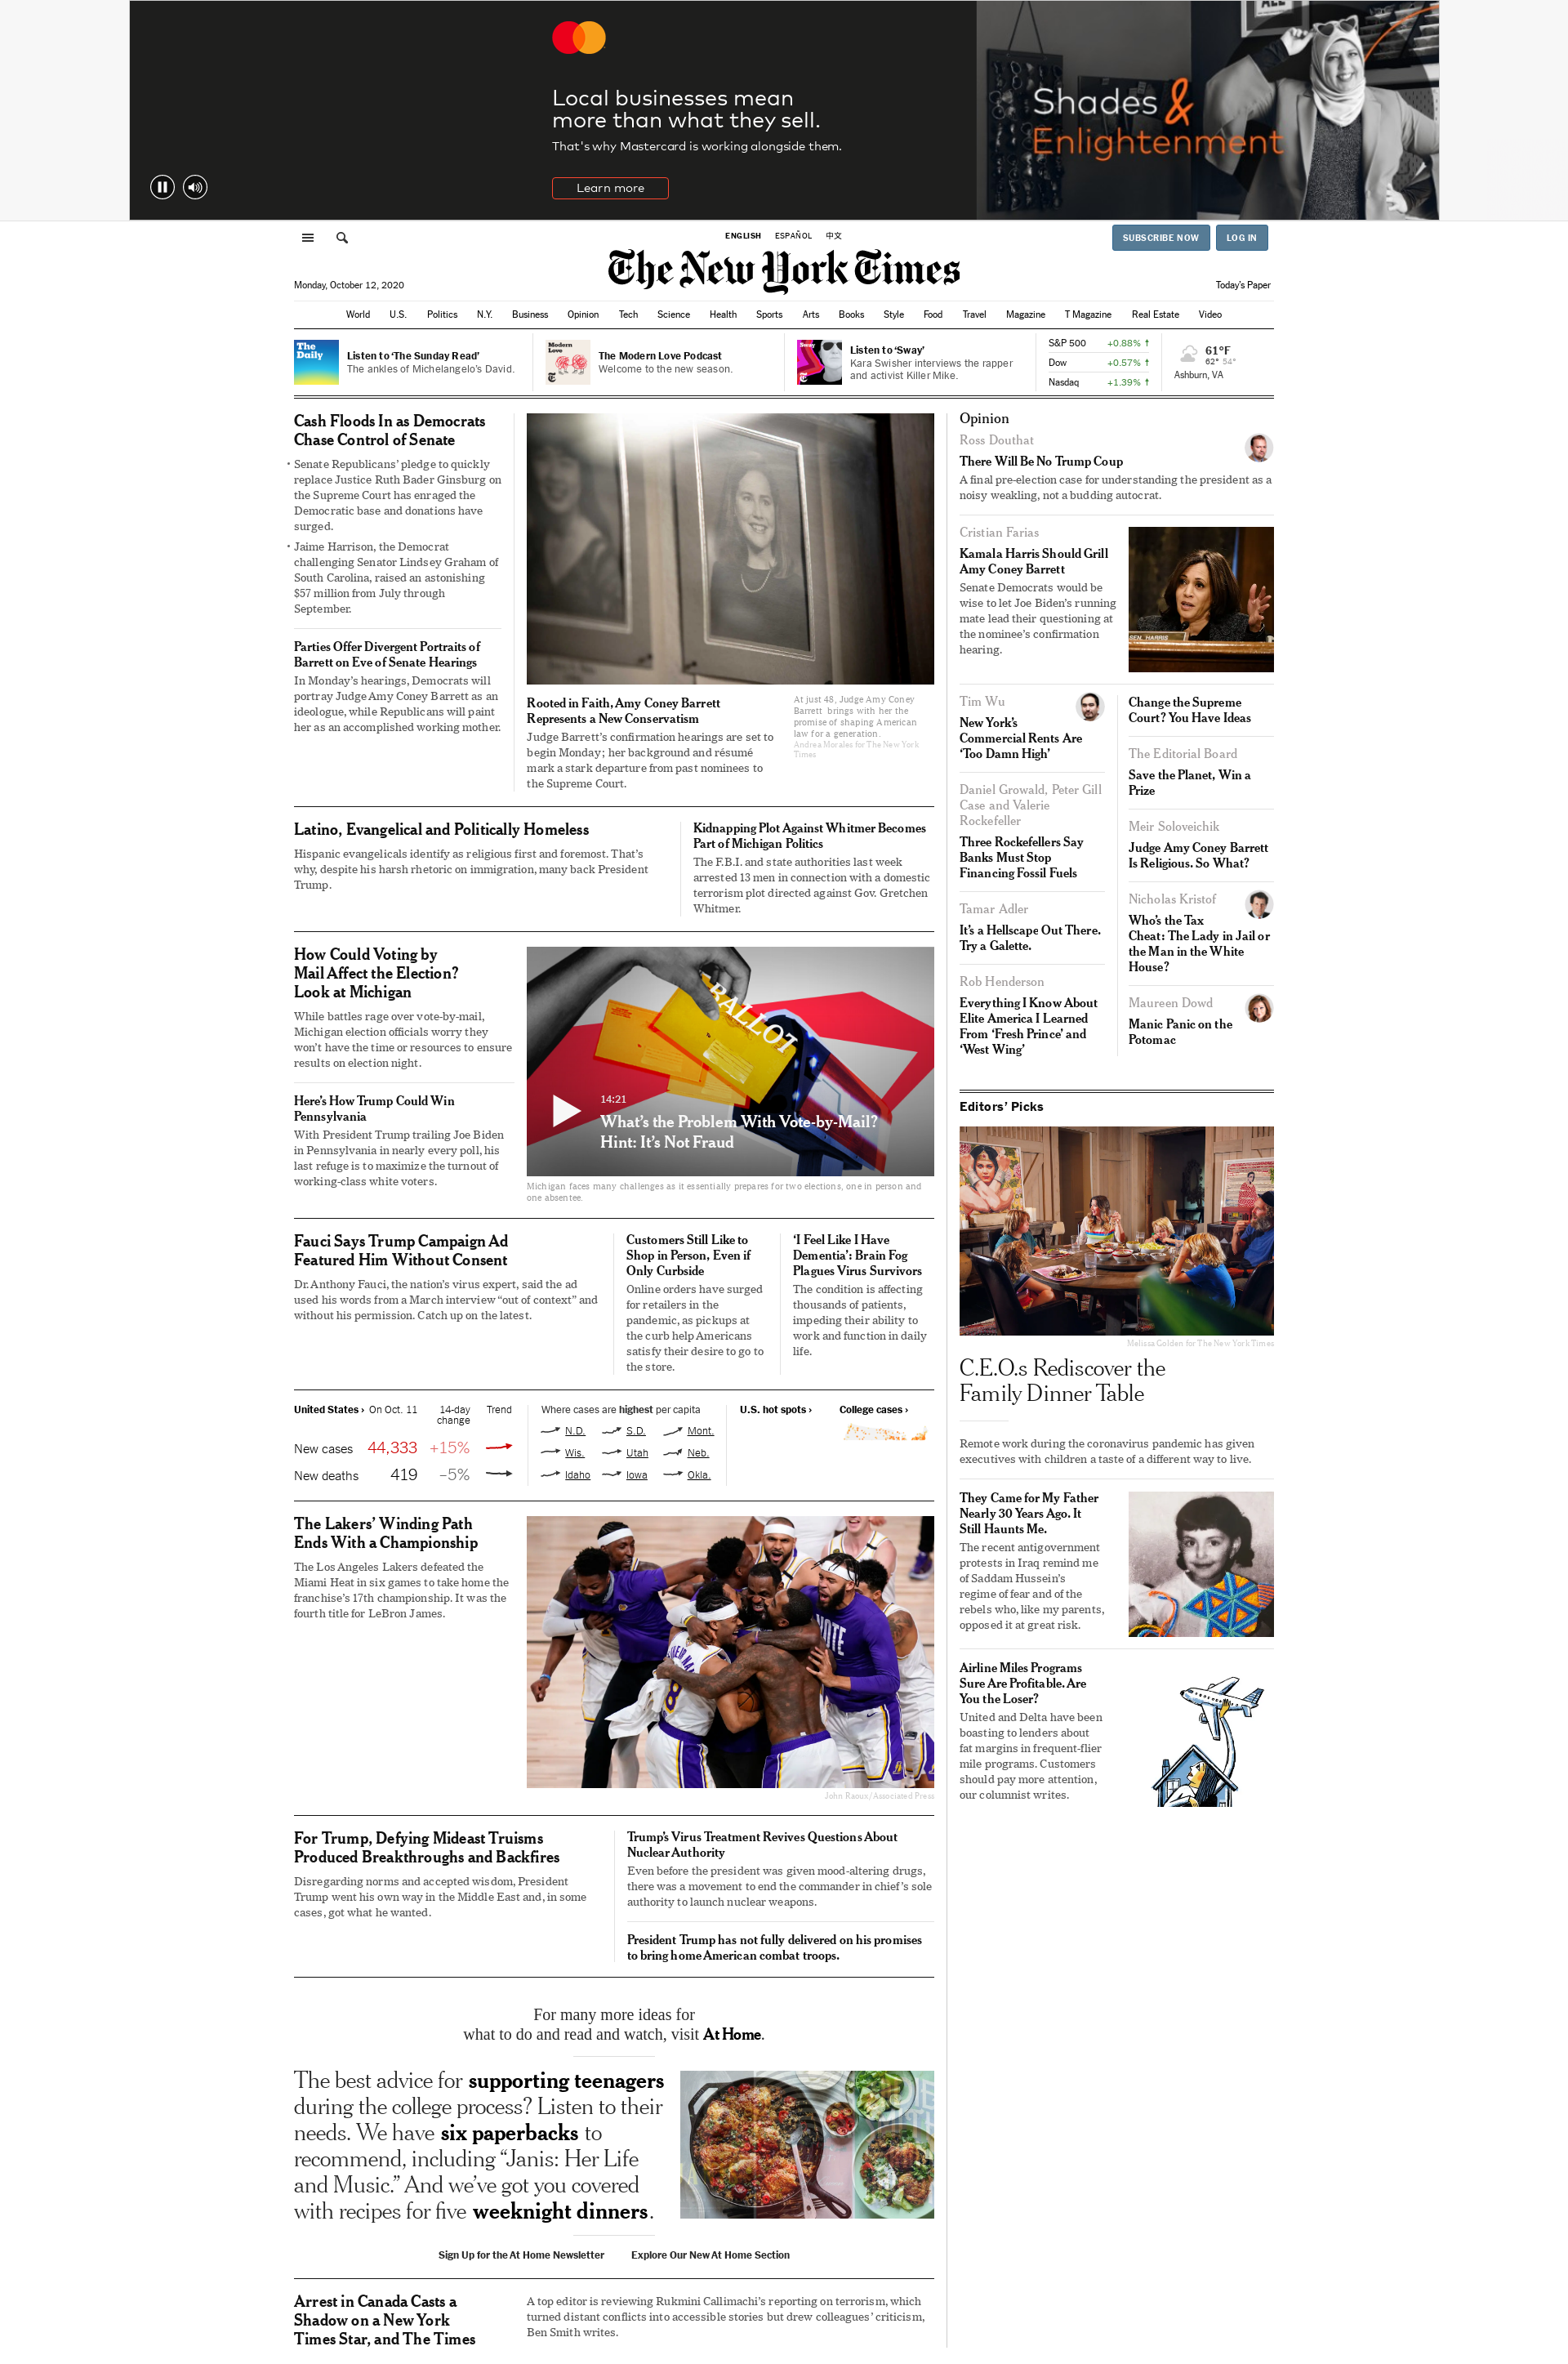 Local businesses mean
more than what they sell.
That's why Mastercard is working alongside them.
Learn more
Shades &
Enlightenment
ENGLISH ESPAÑOL 中文
SUBSCRIBE NOW LOG IN
The New York Times
Monday, October 12, 2020
Today's Paper
World U.S. Politics N.Y. Business Opinion Tech Science Health Sports Arts Books Style Food Travel Magazine T Magazine Real Estate Video
The
Daily
Listen to ‘The Sunday Read’
The ankles of Michelangelo’s David.
Modern
Love
The Modern Love Podcast
Welcome to the new season.
Sway
Listen to ‘Sway’
Kara Swisher interviews the rapper
and activist Killer Mike.
S&P 500 +0.88% ↑
Dow +0.57% ↑
Nasdaq +1.39% ↑
61°F
62° 54°
Ashburn, VA
Cash Floods In as Democrats
Chase Control of Senate
• Senate Republicans’ pledge to quickly
replace Justice Ruth Bader Ginsburg on
the Supreme Court has enraged the
Democratic base and donations have
surged.
• Jaime Harrison, the Democrat
challenging Senator Lindsey Graham of
South Carolina, raised an astonishing
$57 million from July through
September.
Parties Offer Divergent Portraits of
Barrett on Eve of Senate Hearings
In Monday’s hearings, Democrats will
portray Judge Amy Coney Barrett as an
ideologue, while Republicans will paint
her as an accomplished working mother.
Rooted in Faith, Amy Coney Barrett
Represents a New Conservatism
Judge Barrett’s confirmation hearings are set to
begin Monday; her background and résumé
mark a stark departure from past nominees to
the Supreme Court.
At just 48, Judge Amy Coney
Barrett brings with her the
promise of shaping American
law for a generation.
Andrea Morales for The New York
Times
Latino, Evangelical and Politically Homeless
Hispanic evangelicals identify as religious first and foremost. That’s
why, despite his harsh rhetoric on immigration, many back President
Trump.
Kidnapping Plot Against Whitmer Becomes
Part of Michigan Politics
The F.B.I. and state authorities last week
arrested 13 men in connection with a domestic
terrorism plot directed against Gov. Gretchen
Whitmer.
How Could Voting by
Mail Affect the Election?
Look at Michigan
While battles rage over vote-by-mail,
Michigan election officials worry they
won’t have the time or resources to ensure
results on election night.
Here’s How Trump Could Win
Pennsylvania
With President Trump trailing Joe Biden
in Pennsylvania in nearly every poll, his
last refuge is to maximize the turnout of
working-class white voters.
BALLOT
14:21
What’s the Problem With Vote-by-Mail?
Hint: It’s Not Fraud
Michigan faces many challenges as it essentially prepares for two elections, one in person and
one absentee.
Fauci Says Trump Campaign Ad
Featured Him Without Consent
Dr. Anthony Fauci, the nation’s virus expert, said the ad
used his words from a March interview “out of context” and
without his permission. Catch up on the latest.
Customers Still Like to
Shop in Person, Even if
Only Curbside
Online orders have surged
for retailers in the
pandemic, as pickups at
the curb help Americans
satisfy their desire to go to
the store.
‘I Feel Like I Have
Dementia’: Brain Fog
Plagues Virus Survivors
The condition is affecting
thousands of patients,
impeding their ability to
work and function in daily
life.
United States › On Oct. 11 14-day
change Trend
New cases 44,333 +15%
New deaths 419 –5%
Where cases are highest per capita
N.D. S.D. Mont.
Wis. Utah Neb.
Idaho Iowa Okla.
U.S. hot spots ›
College cases ›
The Lakers’ Winding Path
Ends With a Championship
The Los Angeles Lakers defeated the
Miami Heat in six games to take home the
franchise’s 17th championship. It was the
fourth title for LeBron James.
VOTE
John Raoux/Associated Press
For Trump, Defying Mideast Truisms
Produced Breakthroughs and Backfires
Disregarding norms and accepted wisdom, President
Trump went his own way in the Middle East and, in some
cases, got what he wanted.
Trump’s Virus Treatment Revives Questions About
Nuclear Authority
Even before the president was given mood-altering drugs,
there was a movement to end the commander in chief’s sole
authority to launch nuclear weapons.
President Trump has not fully delivered on his promises
to bring home American combat troops.
For many more ideas for
what to do and read and watch, visit At Home.
The best advice for supporting teenagers
during the college process? Listen to their
needs. We have six paperbacks to
recommend, including “Janis: Her Life
and Music.” And we’ve got you covered
with recipes for five weeknight dinners.
Sign Up for the At Home Newsletter Explore Our New At Home Section
Arrest in Canada Casts a
Shadow on a New York
Times Star, and The Times
A top editor is reviewing Rukmini Callimachi’s reporting on terrorism, which
turned distant conflicts into accessible stories but drew colleagues’ criticism,
Ben Smith writes.
Opinion
Ross Douthat
There Will Be No Trump Coup
A final pre-election case for understanding the president as a
noisy weakling, not a budding autocrat.
Cristian Farias
Kamala Harris Should Grill
Amy Coney Barrett
Senate Democrats would be
wise to let Joe Biden’s running
mate lead their questioning at
the nominee’s confirmation
hearing.
SEN. HARRIS
Tim Wu
New York’s
Commercial Rents Are
‘Too Damn High’
Daniel Growald, Peter Gill
Case and Valerie
Rockefeller
Three Rockefellers Say
Banks Must Stop
Financing Fossil Fuels
Tamar Adler
It’s a Hellscape Out There.
Try a Galette.
Rob Henderson
Everything I Know About
Elite America I Learned
From ‘Fresh Prince’ and
‘West Wing’
Change the Supreme
Court? You Have Ideas
The Editorial Board
Save the Planet, Win a
Prize
Meir Soloveichik
Judge Amy Coney Barrett
Is Religious. So What?
Nicholas Kristof
Who’s the Tax
Cheat: The Lady in Jail or
the Man in the White
House?
Maureen Dowd
Manic Panic on the
Potomac
Editors’ Picks
Melissa Golden for The New York Times
C.E.O.s Rediscover the
Family Dinner Table
Remote work during the coronavirus pandemic has given
executives with children a taste of a different way to live.
They Came for My Father
Nearly 30 Years Ago. It
Still Haunts Me.
The recent antigovernment
protests in Iraq remind me
of Saddam Hussein’s
regime of fear and of the
rebels who, like my parents,
opposed it at great risk.
Airline Miles Programs
Sure Are Profitable. Are
You the Loser?
United and Delta have been
boasting to lenders about
fat margins in frequent-flier
mile programs. Customers
should pay more attention,
our columnist writes.